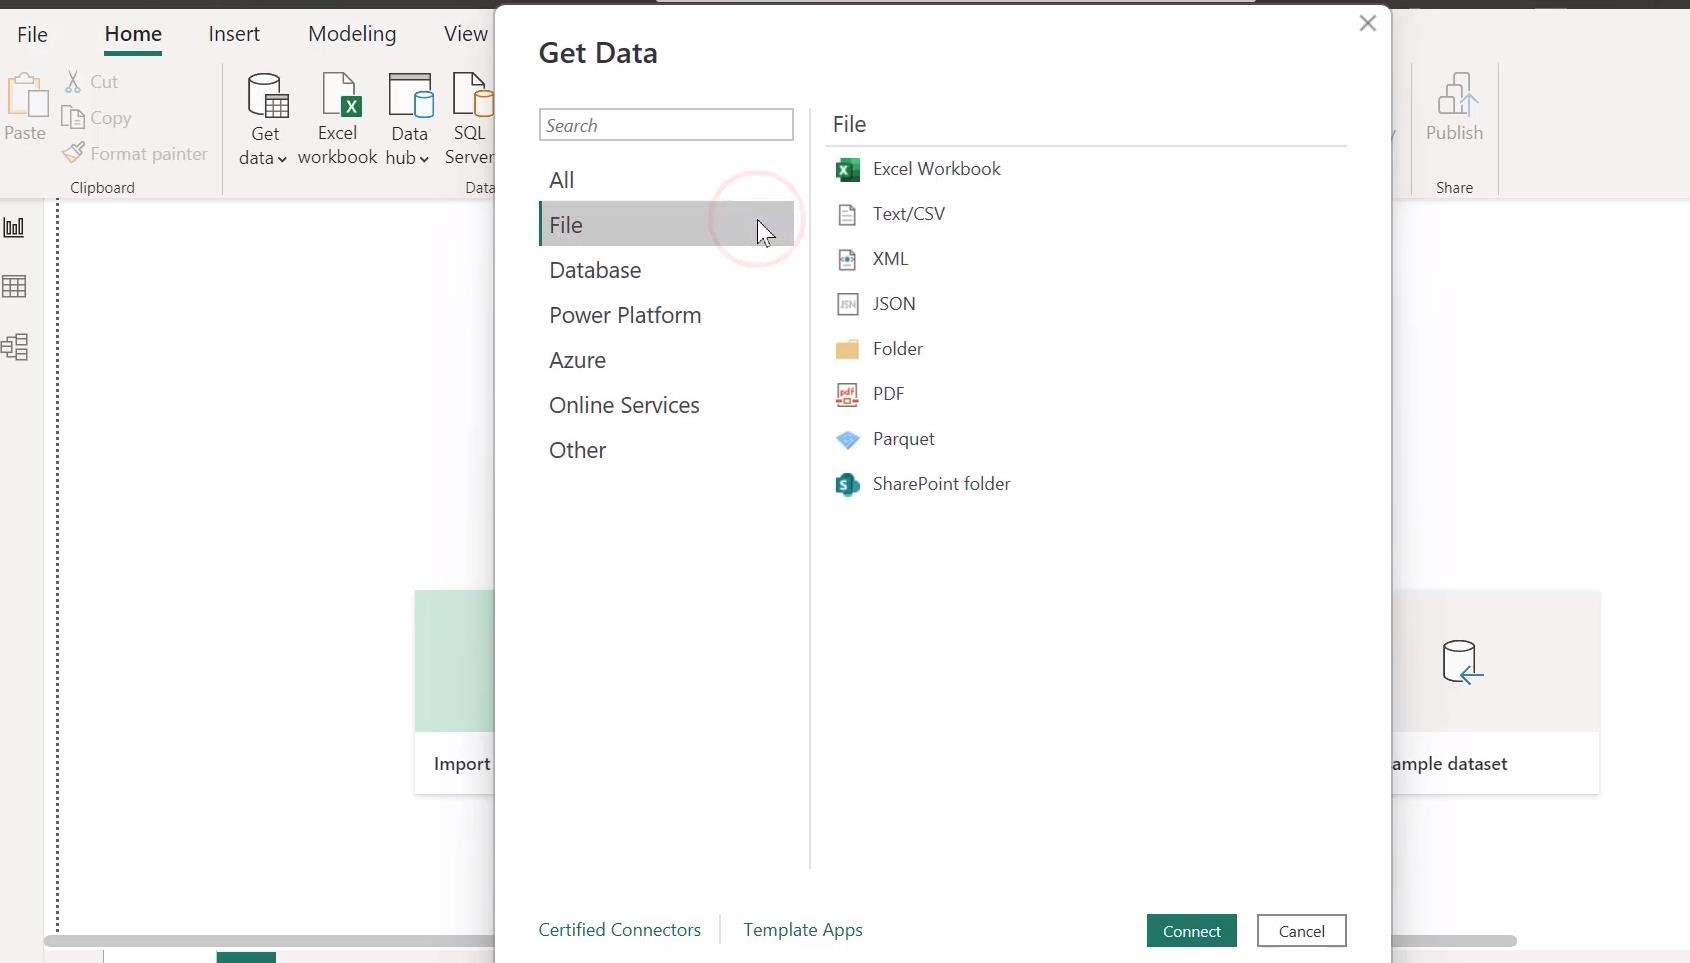 File Home Insert Modeling View
Paste
Cut
Copy
Format painter
Clipboard
Get data
Excel workbook
Data hub
SQL Server
Data
Publish
Share
Get Data
Search
All
File
Database
Power Platform
Azure
Online Services
Other
File
Excel Workbook
Text/CSV
XML
JSON
Folder
PDF
Parquet
SharePoint folder
Import
ample dataset
Certified Connectors
Template Apps
Connect
Cancel